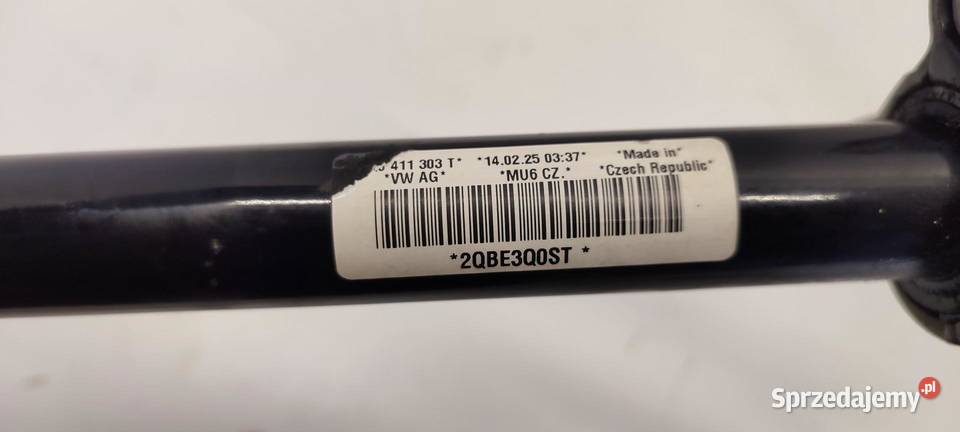 411 303 T* *14.02.25 03:37* *Made in*
*VW AG* *MU6 CZ.* *Czech Republic*
*2QBE3Q0ST *
Sprzedajemy.pl